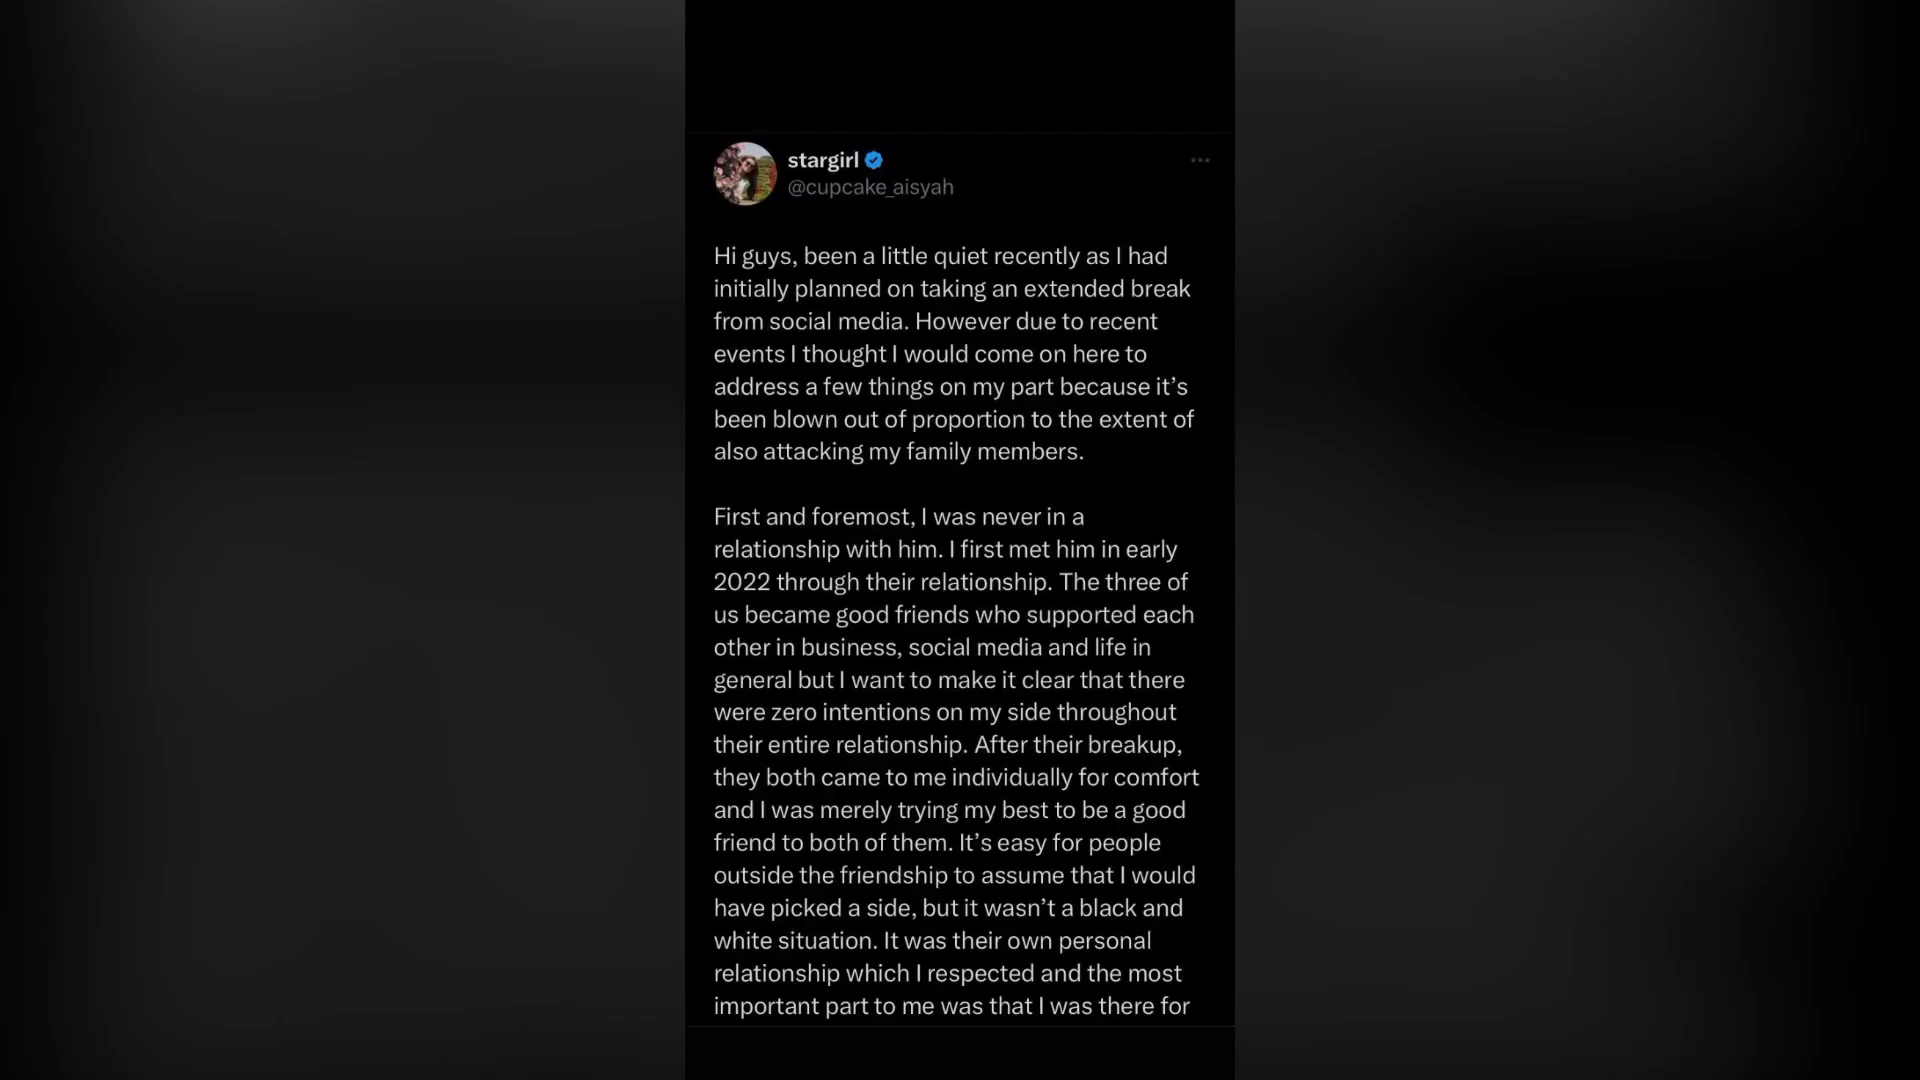 stargirl
@cupcake_aisyah
Hi guys, been a little quiet recently as I had
initially planned on taking an extended break
from social media. However due to recent
events I thought I would come on here to
address a few things on my part because it’s
been blown out of proportion to the extent of
also attacking my family members.
First and foremost, I was never in a
relationship with him. I first met him in early
2022 through their relationship. The three of
us became good friends who supported each
other in business, social media and life in
general but I want to make it clear that there
were zero intentions on my side throughout
their entire relationship. After their breakup,
they both came to me individually for comfort
and I was merely trying my best to be a good
friend to both of them. It’s easy for people
outside the friendship to assume that I would
have picked a side, but it wasn’t a black and
white situation. It was their own personal
relationship which I respected and the most
important part to me was that I was there for